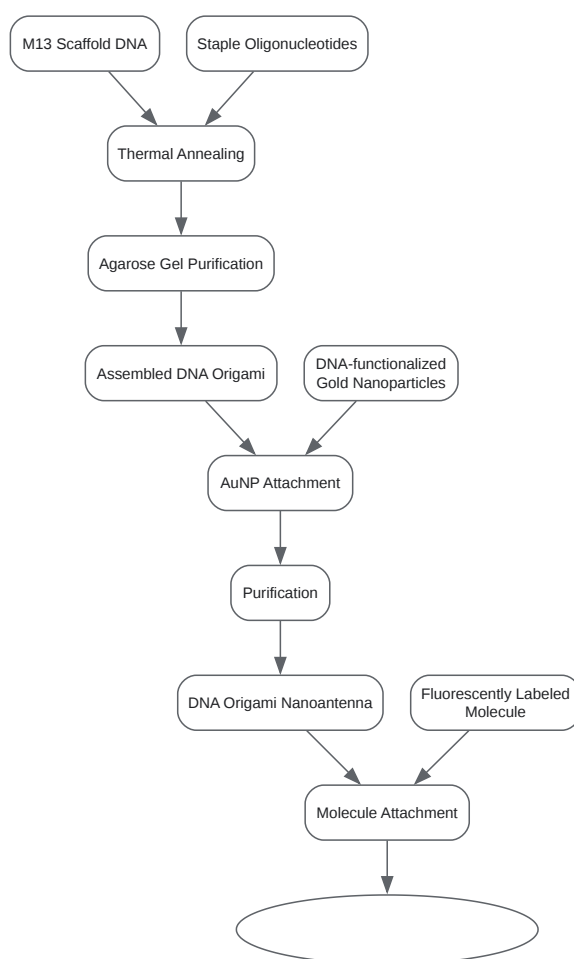 M13 Scaffold DNA
Staple Oligonucleotides
Thermal Annealing
Agarose Gel Purification
Assembled DNA Origami
DNA-functionalized
Gold Nanoparticles
AuNP Attachment
Purification
DNA Origami Nanoantenna
Fluorescently Labeled
Molecule
Molecule Attachment